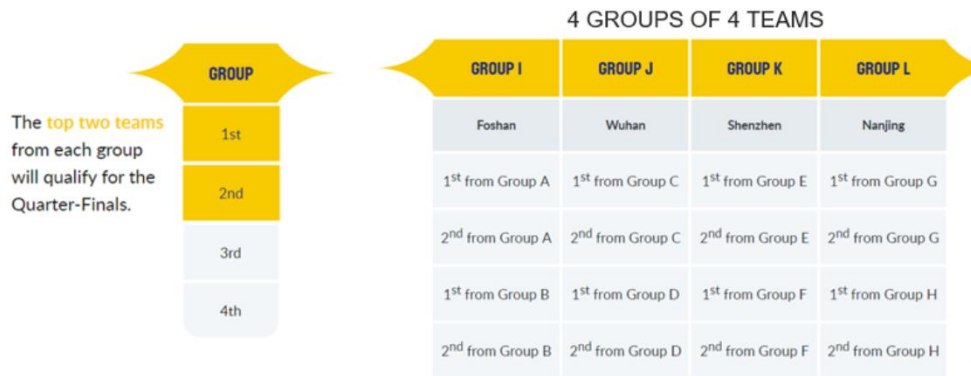 4 GROUPS OF 4 TEAMS
GROUP
1st
2nd
3rd
4th
The top two teams
from each group
will qualify for the
Quarter-Finals.
GROUP I GROUP J GROUP K GROUP L
Foshan Wuhan Shenzhen Nanjing
1st from Group A 1st from Group C 1st from Group E 1st from Group G
2nd from Group A 2nd from Group C 2nd from Group E 2nd from Group G
1st from Group B 1st from Group D 1st from Group F 1st from Group H
2nd from Group B 2nd from Group D 2nd from Group F 2nd from Group H